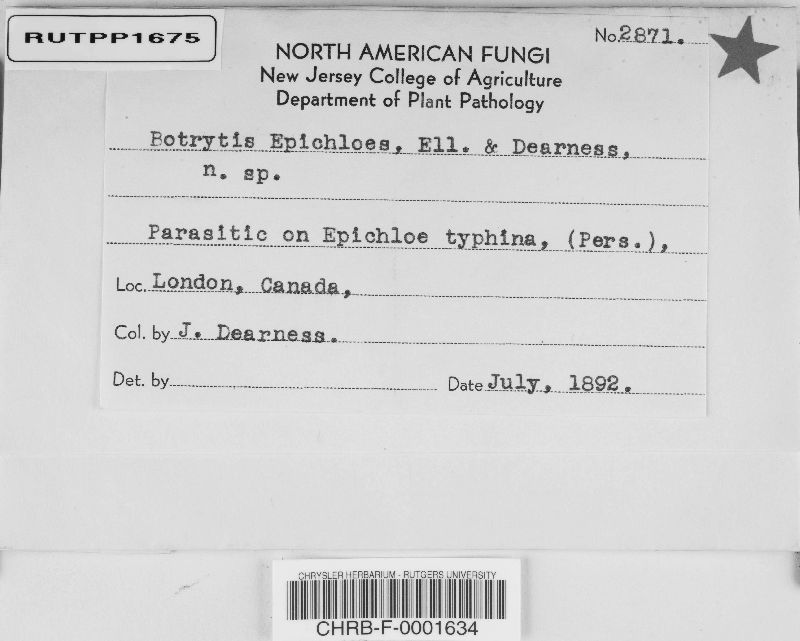 RUTPP1675
No. 2871.
NORTH AMERICAN FUNGI
New Jersey College of Agriculture
Department of Plant Pathology
Botrytis Epichloes, Ell. & Dearness,
n. sp.
Parasitic on Epichloe typhina, (Pers.),
Loc. London, Canada,
Col. by J. Dearness.
Det. by
Date July, 1892.
CHRYSLER HERBARIUM - RUTGERS UNIVERSITY
CHRB-F-0001634